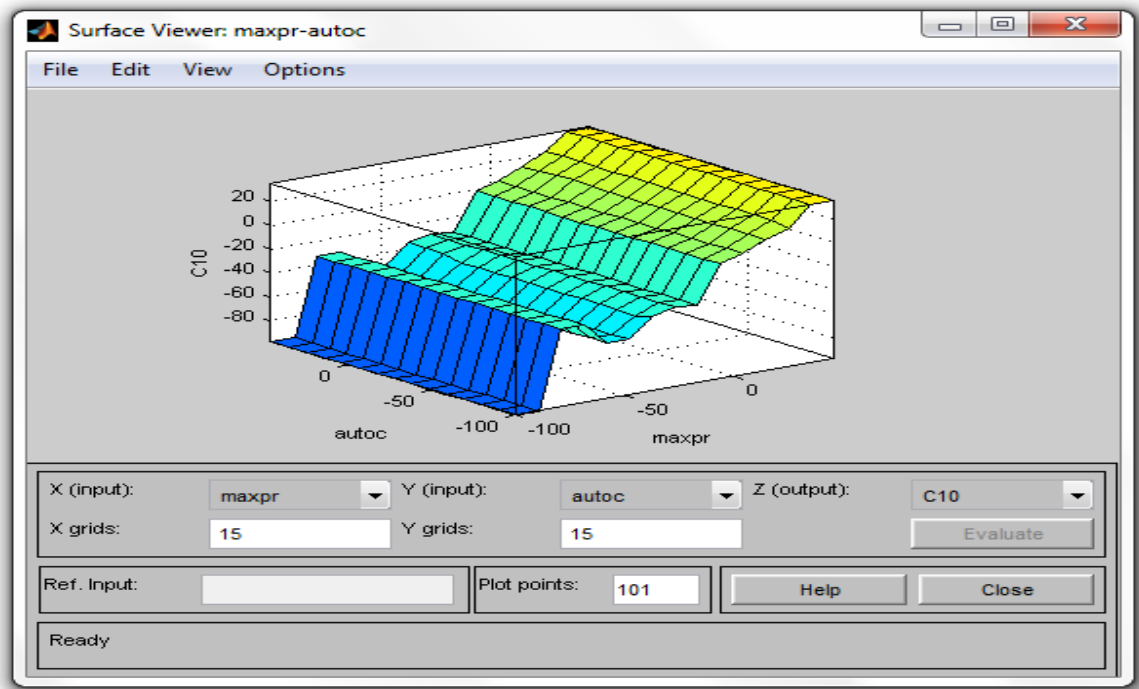 Surface Viewer: maxpr-autoc
File Edit View Options
20
0
-20
-40
-60
-80
C10
0
-50
-100
autoc
-100
-50
0
maxpr
X (input): maxpr Y (input): autoc Z (output): C10
X grids: 15 Y grids: 15 Evaluate
Ref. Input: Plot points: 101 Help Close
Ready